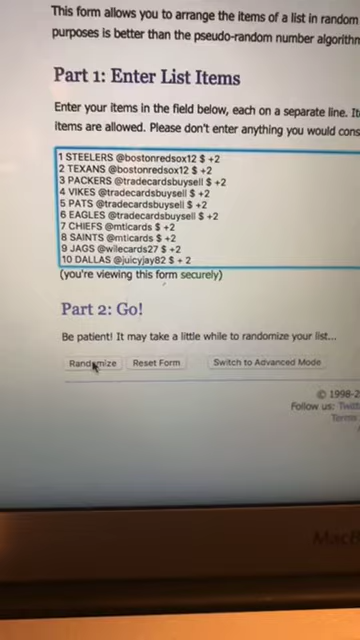 This form allows you to arrange the items of a list in random
purposes is better than the pseudo-random number algorithm
Part 1: Enter List Items
Enter your items in the field below, each on a separate line. It
items are allowed. Please don't enter anything you would cons
1 STEELERS @bostonredsox12 $ +2
2 TEXANS @bostonredsox12 $ +2
3 PACKERS @tradecardsbuysell $ +2
4 VIKES @tradecardsbuysell $ +2
5 PATS @tradecardsbuysell $ +2
6 EAGLES @tradecardsbuysell $ +2
7 CHIEFS @mticards $ +2
8 SAINTS @mticards $ +2
9 JAGS @wilecards27 $ +2
10 DALLAS @juicyjay82 $ + 2
(you're viewing this form securely)
Part 2: Go!
Be patient! It may take a little while to randomize your list...
Randomize Reset Form Switch to Advanced Mode
© 1998-2
Follow us: Twitt
Terms
MacB